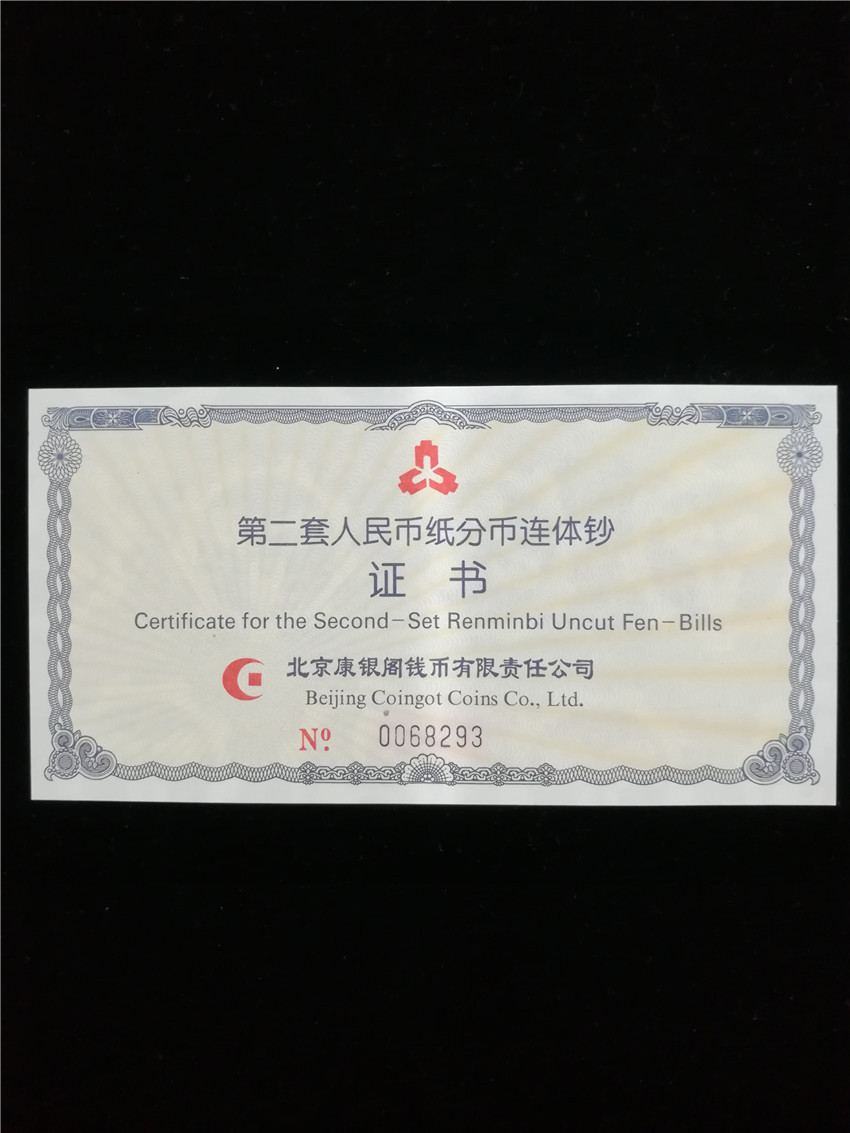 第二套人民币纸分币连体钞
证 书
Certificate for the Second-Set Renminbi Uncut Fen-Bills
北京康银阁钱币有限责任公司
Beijing Coingot Coins Co., Ltd.
Nº. 0068293